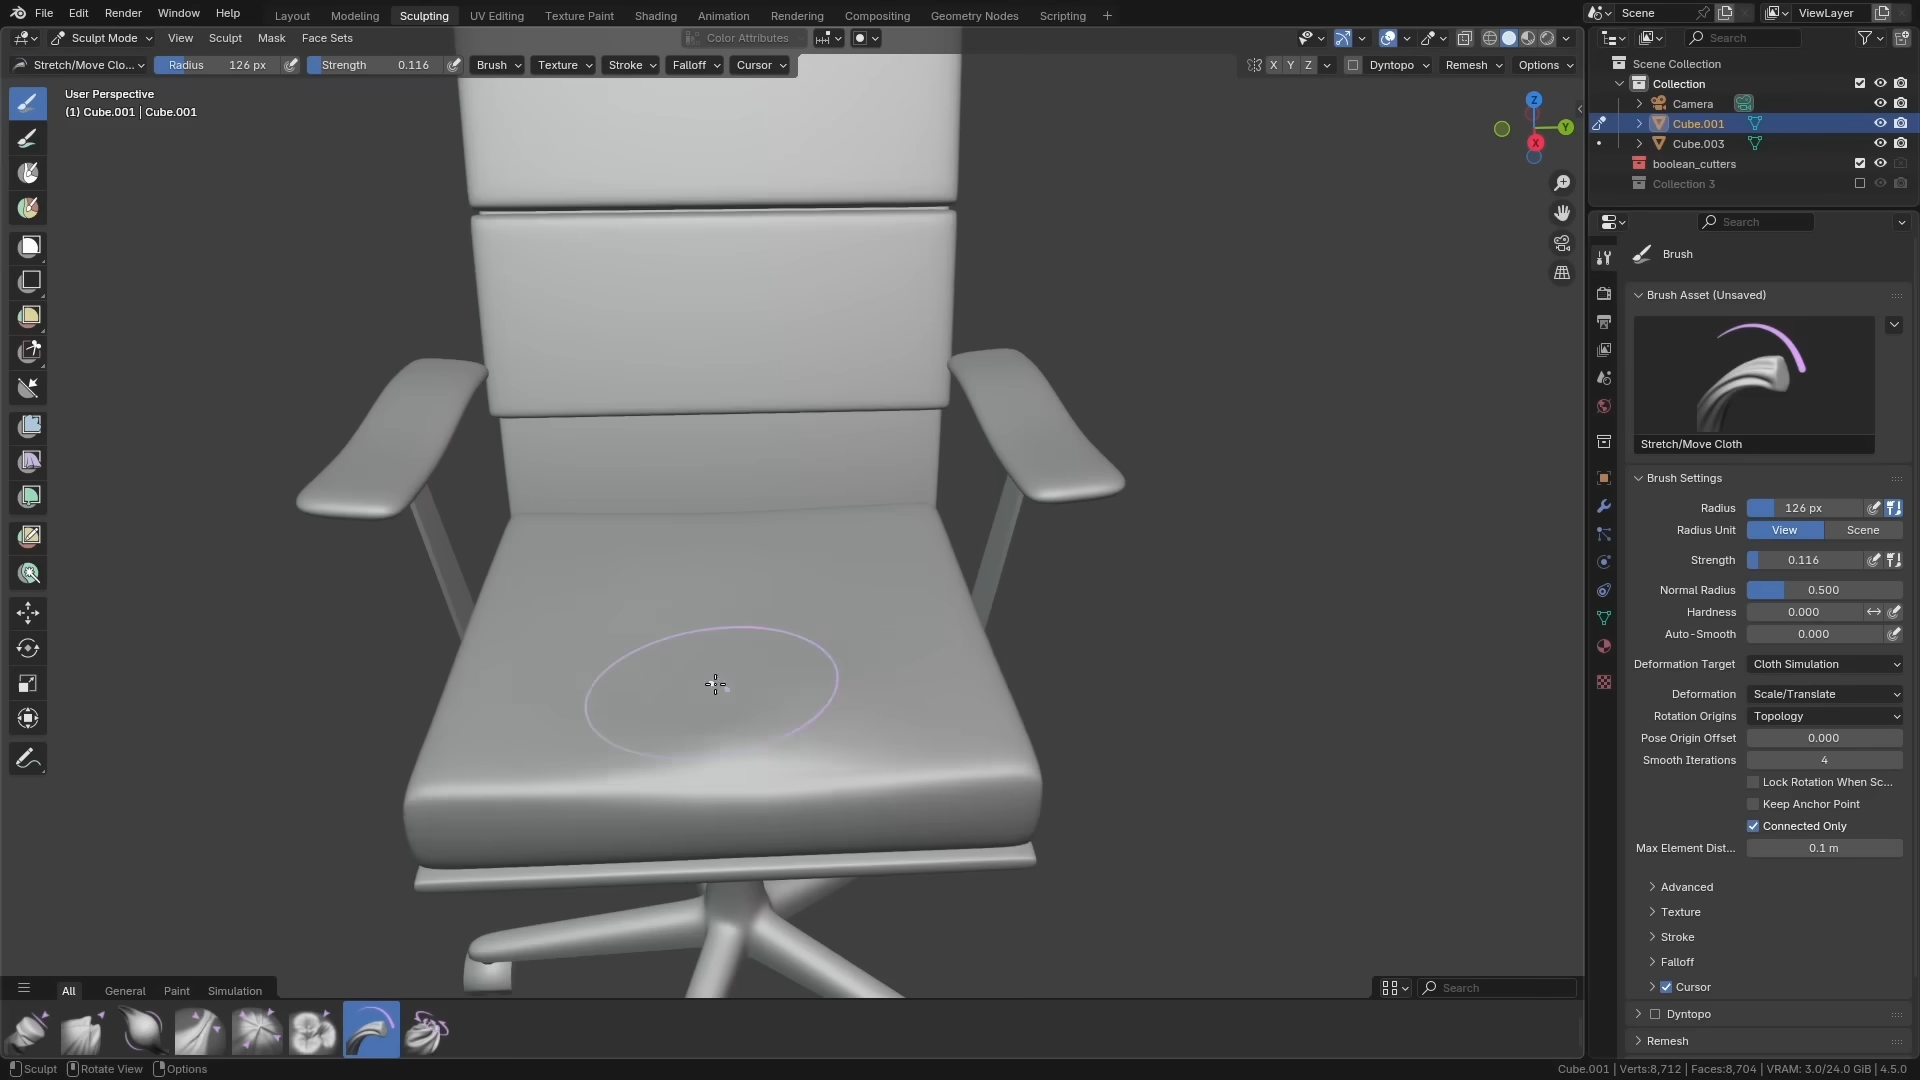 File Edit Render Window Help Layout Modeling Sculpting UV Editing Texture Paint Shading Animation Rendering Compositing Geometry Nodes Scripting + Scene ViewLayer
Sculpt Mode View Sculpt Mask Face Sets Color Attributes Search
Stretch/Move Clo... Radius 126 px Strength 0.116 Brush Texture Stroke Falloff Cursor X Y Z Dyntopo Remesh Options
User Perspective
(1) Cube.001 | Cube.001
Z
Y
X
Scene Collection
Collection
Camera
Cube.001
Cube.003
boolean_cutters
Collection 3
Search
Brush
Brush Asset (Unsaved)
Stretch/Move Cloth
Brush Settings
Radius 126 px
Radius Unit View Scene
Strength 0.116
Normal Radius 0.500
Hardness 0.000
Auto-Smooth 0.000
Deformation Target Cloth Simulation
Deformation Scale/Translate
Rotation Origins Topology
Pose Origin Offset 0.000
Smooth Iterations 4
Lock Rotation When Sc...
Keep Anchor Point
Connected Only
Max Element Dist... 0.1 m
Advanced
Texture
Stroke
Falloff
Cursor
Dyntopo
Remesh
All General Paint Simulation Search
Sculpt Rotate View Options Cube.001 | Verts:8,712 | Faces:8,704 | VRAM: 3.0/24.0 GiB | 4.5.0